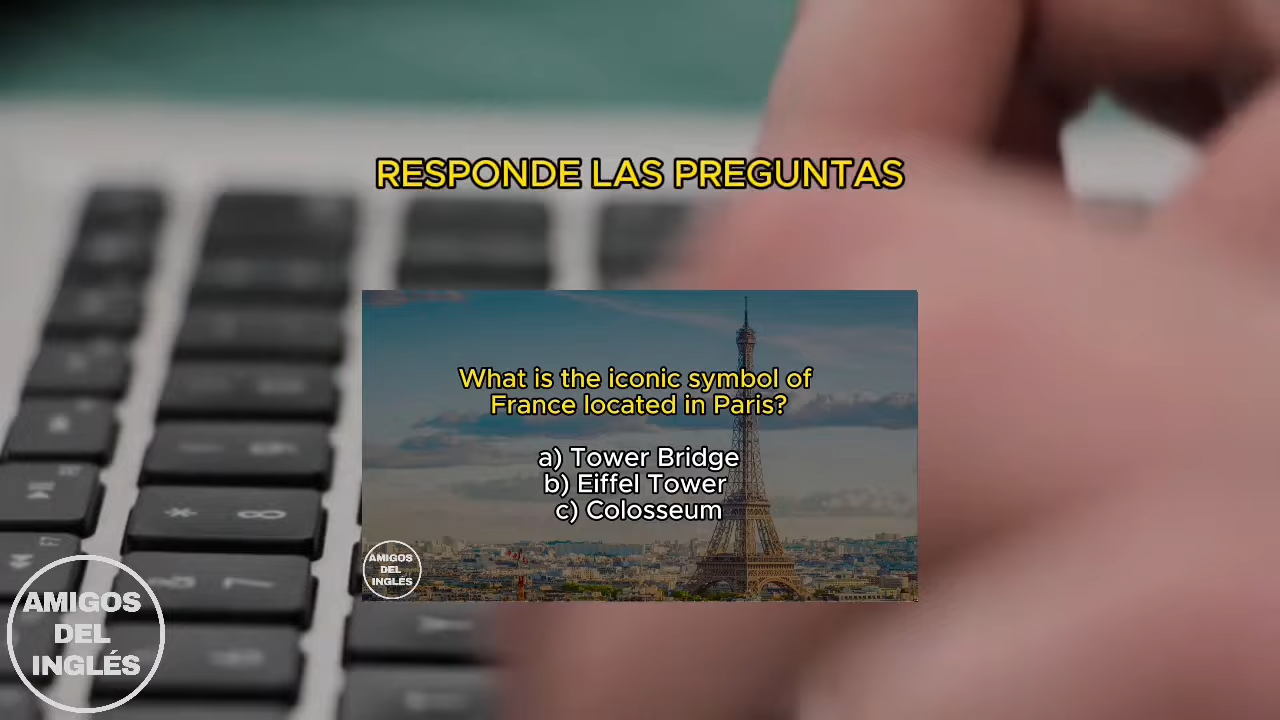 RESPONDE LAS PREGUNTAS
What is the iconic symbol of
France located in Paris?
a) Tower Bridge
b) Eiffel Tower
c) Colosseum
AMIGOS
DEL
INGLÉS
AMIGOS
DEL
INGLÉS